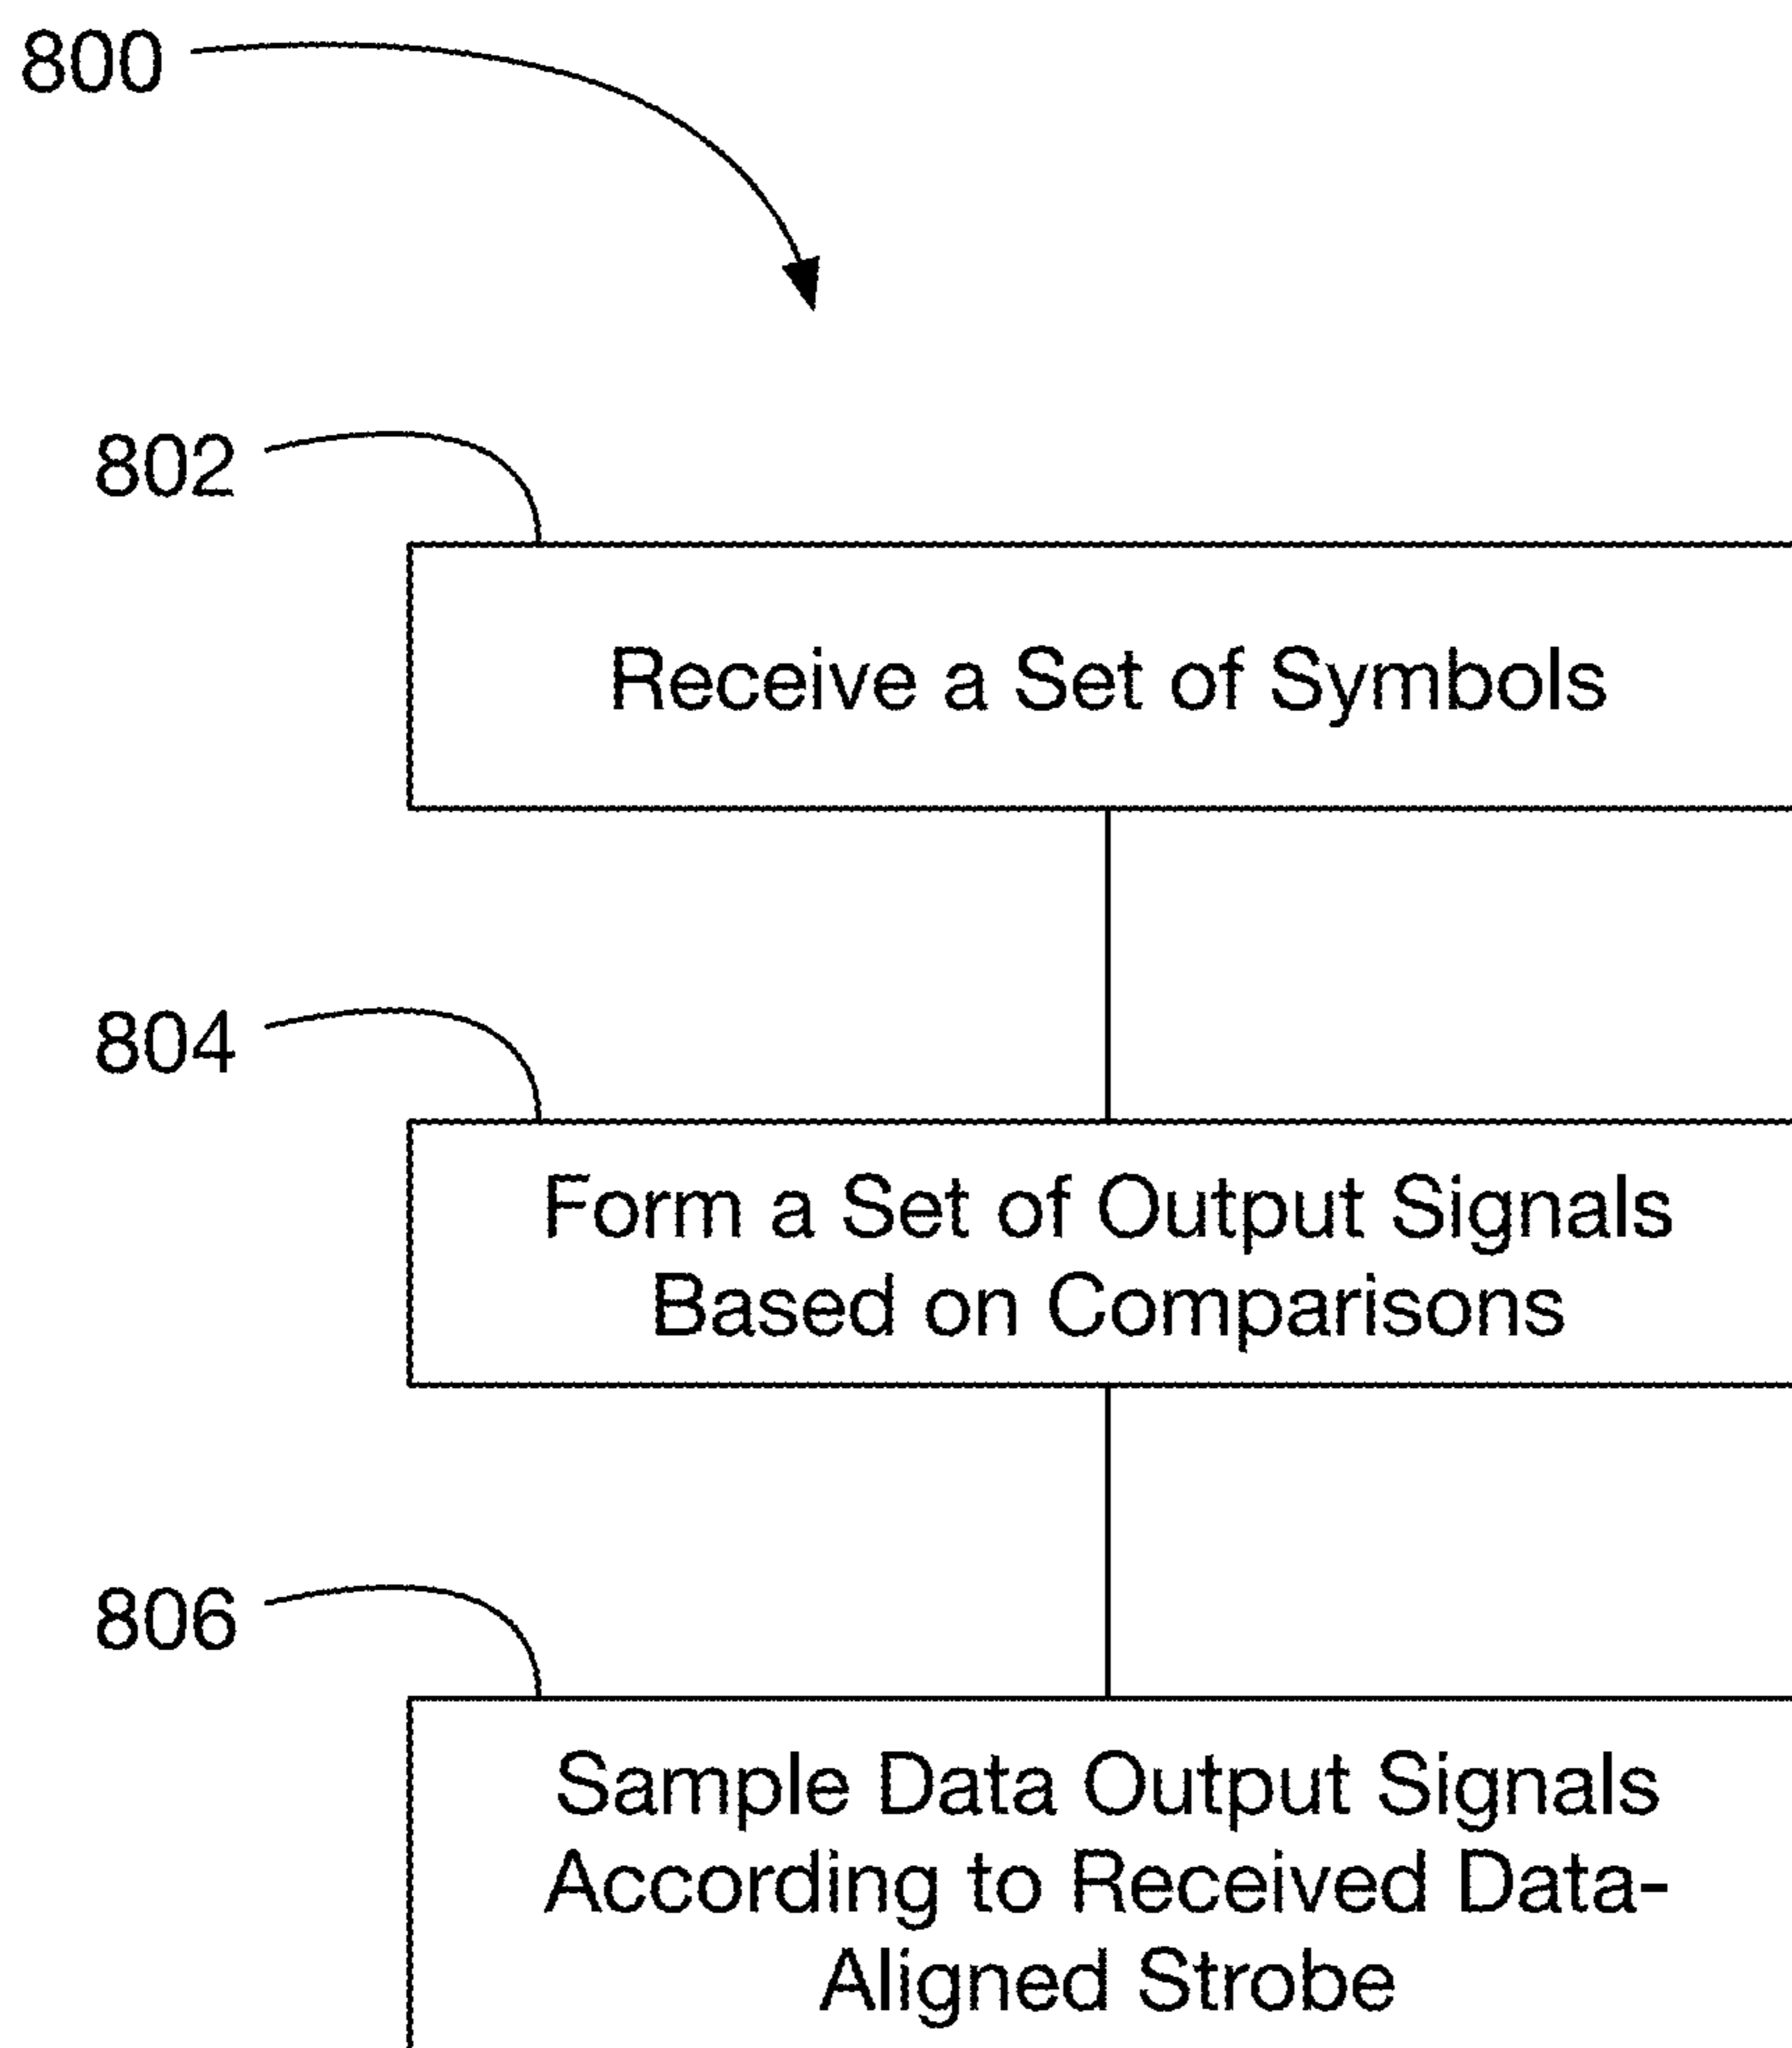 800
802
Receive a Set of Symbols
804
Form a Set of Output Signals
Based on Comparisons
806
Sample Data Output Signals
According to Received Data-
Aligned Strobe